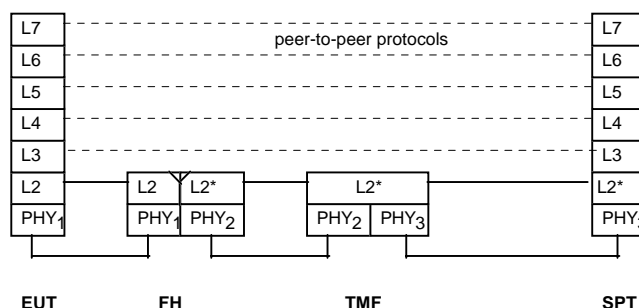 L7 L7
peer-to-peer protocols
L6 L6
L5 L5
L4 L4
L3 L3
L2 L2 L2* L2* L2*
PHY1 PHY1 PHY2 PHY2 PHY3
EUT FH TMF SPT